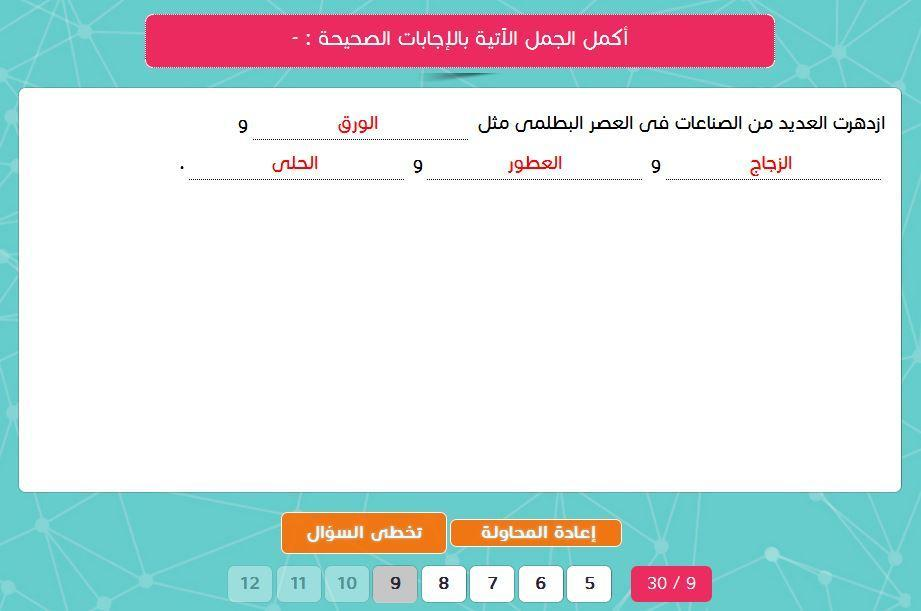 أكمل الجمل الآتية بالإجابات الصحيحة : -
ازدهرت العديد من الصناعات فى العصر البطلمى مثل الورق و
الزجاج و العطور و الحلى .
إعادة المحاولة تخطى السؤال
30 / 9 5 6 7 8 9 10 11 12